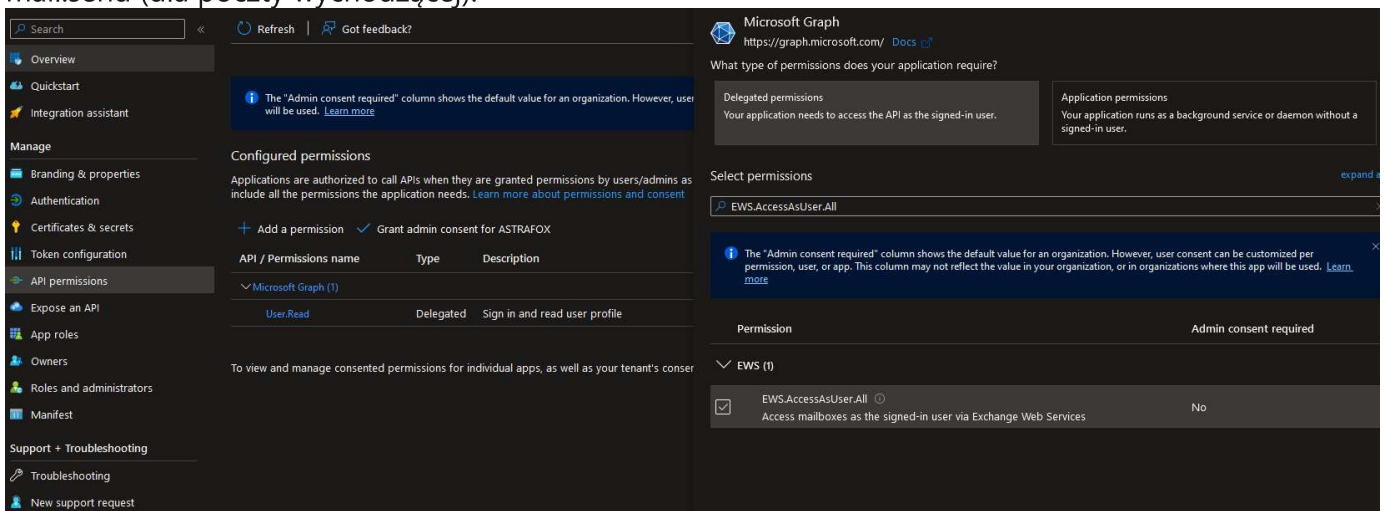 mail.send (dla poczty wychodzącej).
Search
«
Overview
Quickstart
Integration assistant
Manage
Branding & properties
Authentication
Certificates & secrets
Token configuration
API permissions
Expose an API
App roles
Owners
Roles and administrators
Manifest
Support + Troubleshooting
Troubleshooting
New support request
Refresh | Got feedback?
The "Admin consent required" column shows the default value for an organization. However, user
will be used. Learn more
Configured permissions
Applications are authorized to call APIs when they are granted permissions by users/admins as
include all the permissions the application needs. Learn more about permissions and consent
Add a permission Grant admin consent for ASTRAFOX
API / Permissions name Type Description
Microsoft Graph (1)
User.Read Delegated Sign in and read user profile
To view and manage consented permissions for individual apps, as well as your tenant's conser
Microsoft Graph
https://graph.microsoft.com/ Docs
What type of permissions does your application require?
Delegated permissions
Your application needs to access the API as the signed-in user.
Application permissions
Your application runs as a background service or daemon without a
signed-in user.
Select permissions expand a
EWS.AccessAsUser.All
The "Admin consent required" column shows the default value for an organization. However, user consent can be customized per
permission, user, or app. This column may not reflect the value in your organization, or in organizations where this app will be used. Learn
more
Permission Admin consent required
EWS (1)
EWS.AccessAsUser.All No
Access mailboxes as the signed-in user via Exchange Web Services